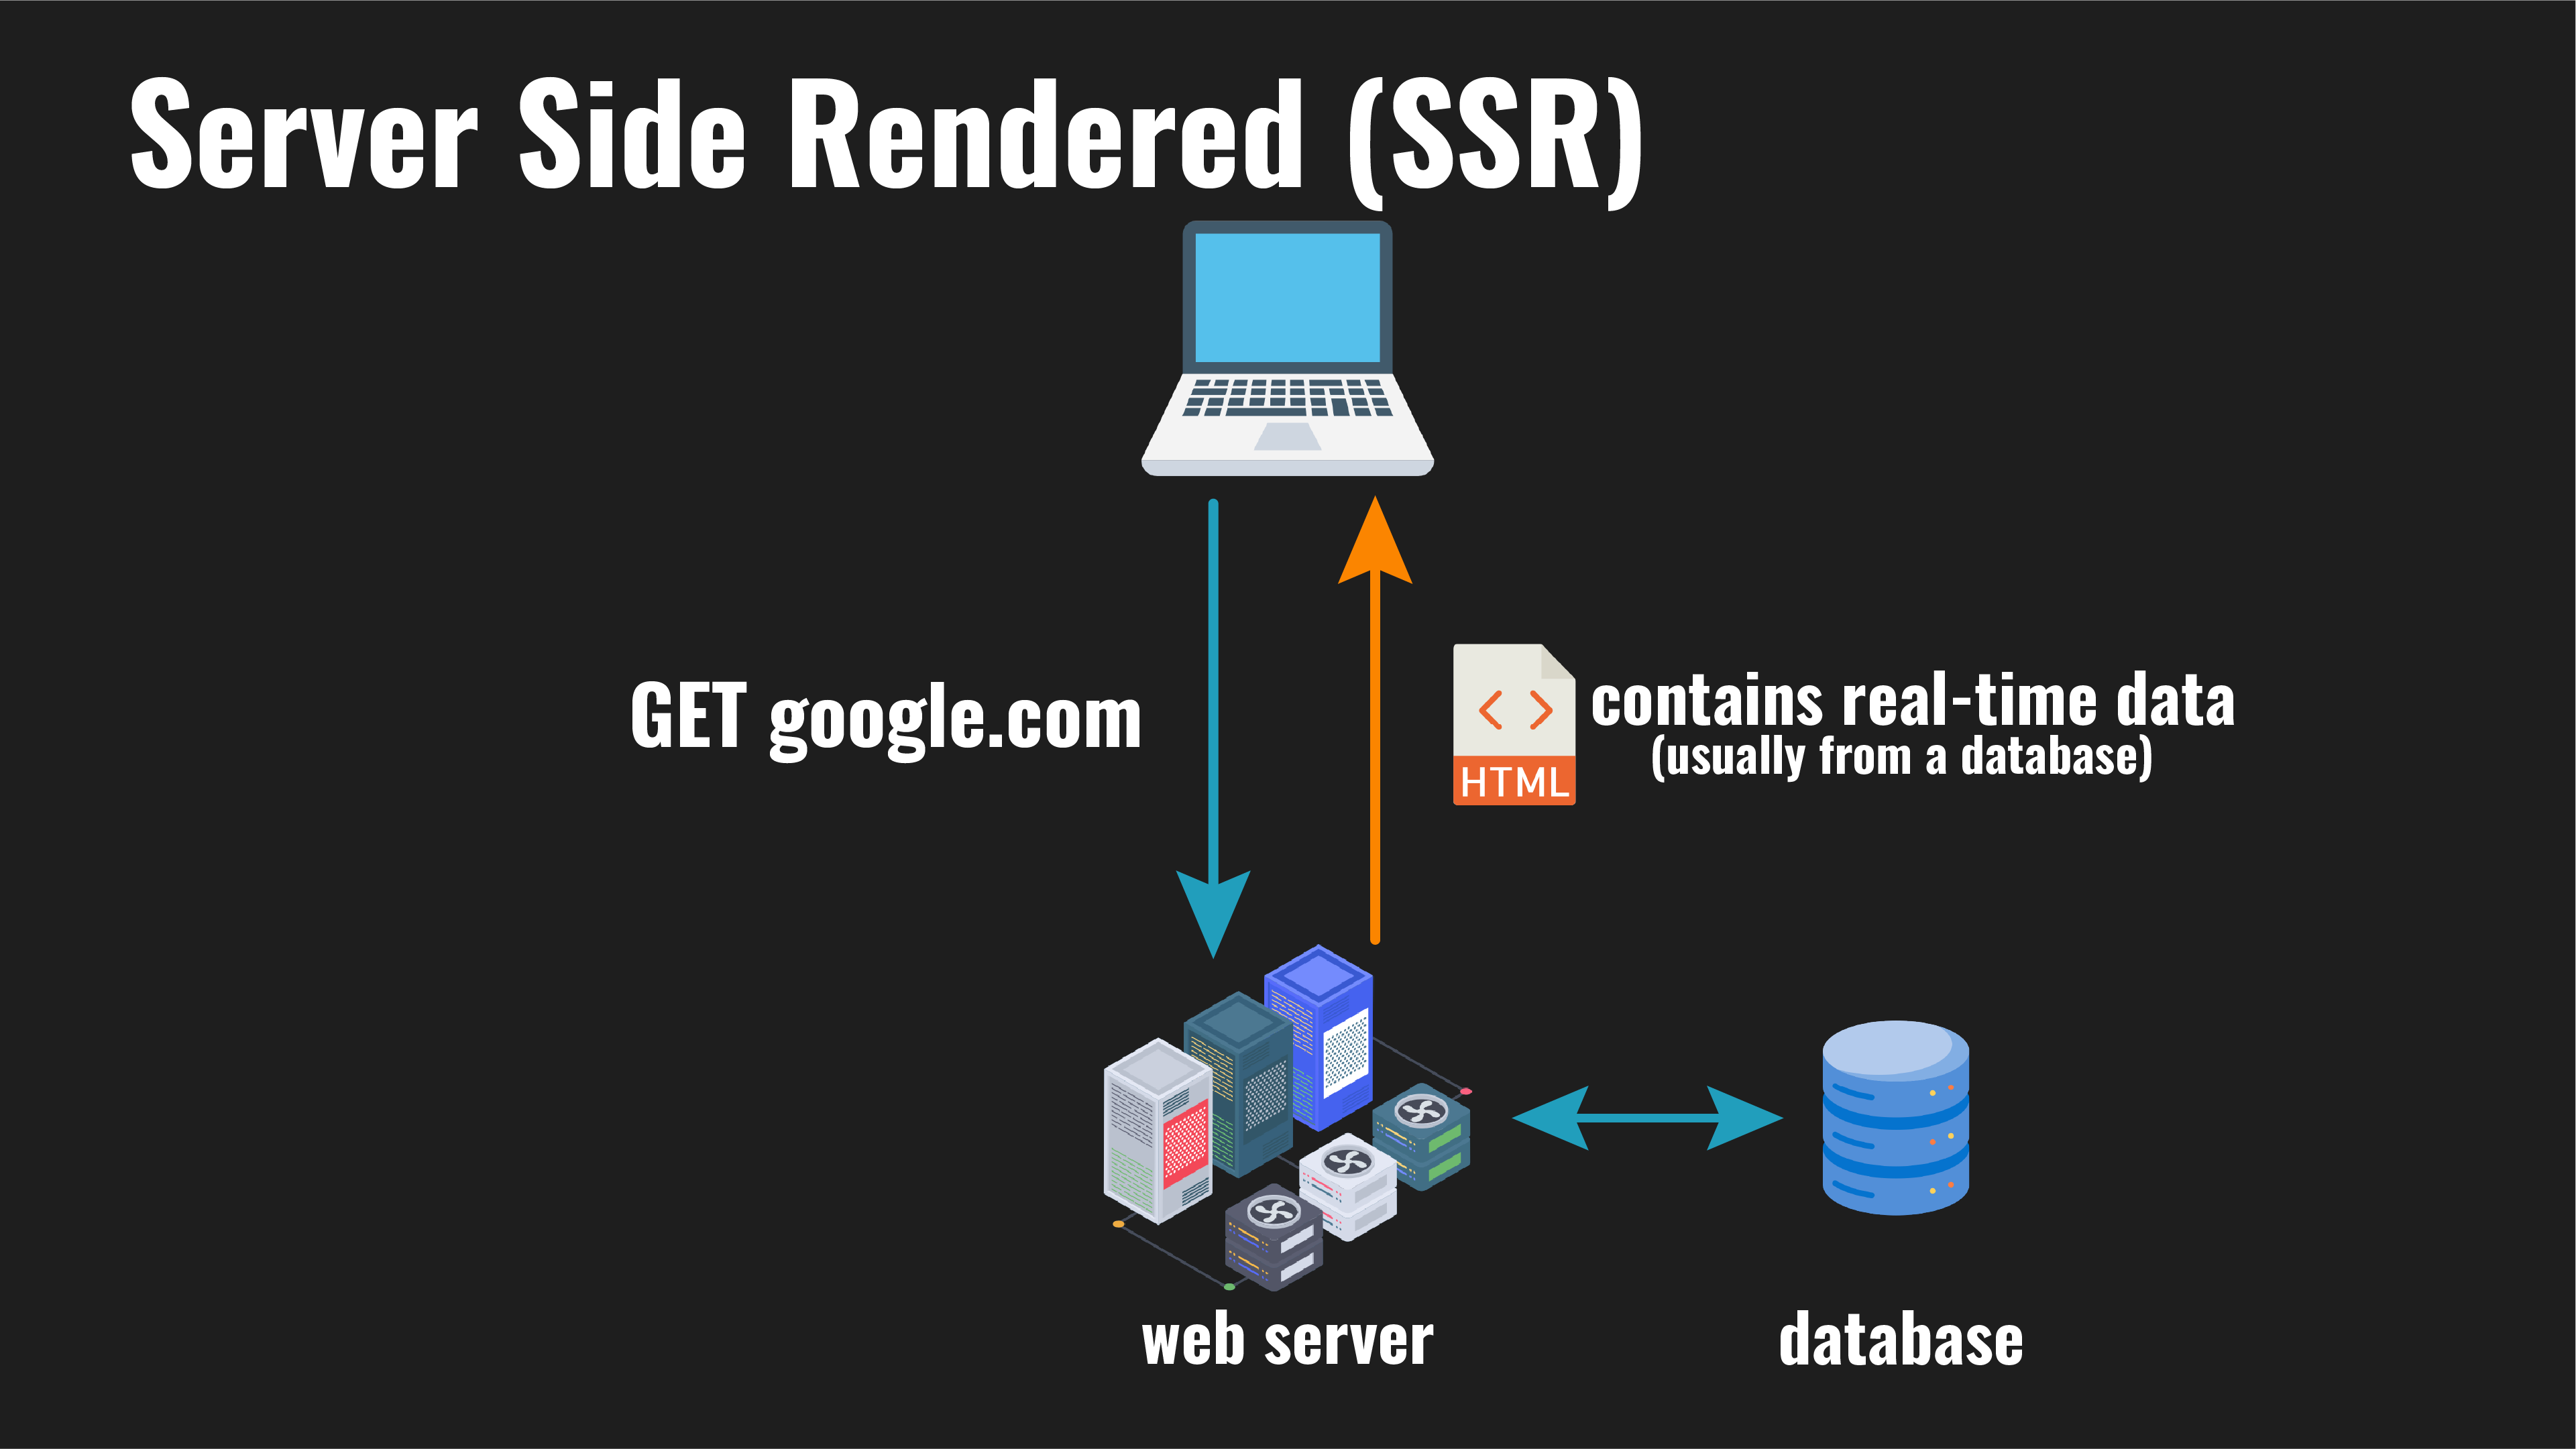 Server Side Rendered (SSR)
GET google.com
contains real-time data
(usually from a database)
HTML
web server
database